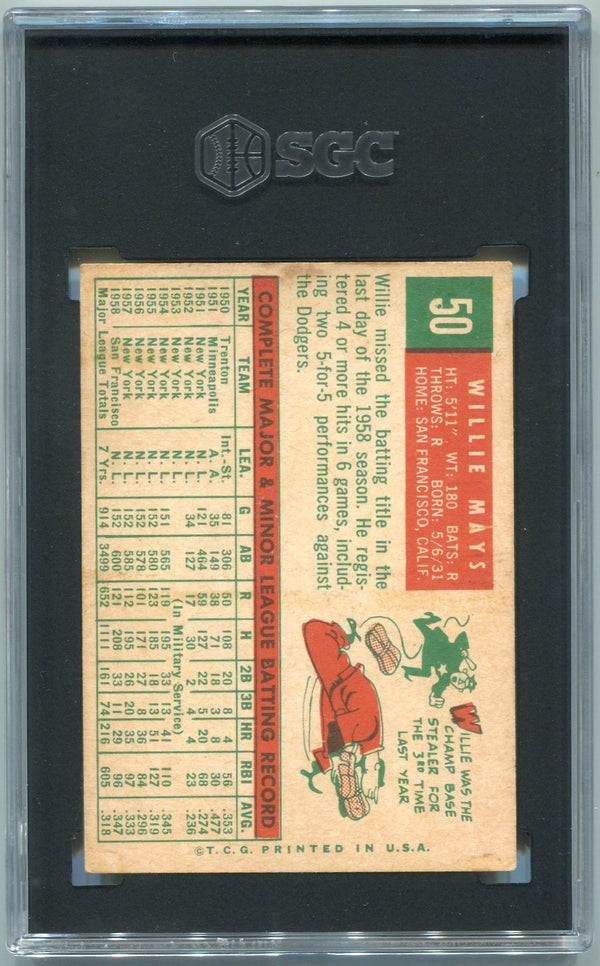 SGC
50
WILLIE MAYS
HT: 5'11" WT: 180 BATS: R
THROWS: R BORN: 5/6/31
HOME: SAN FRANCISCO, CALIF.
Willie missed the batting title in the
last day of the 1958 season. He regis-
tered 4 or more hits in 6 games, includ-
ing two 5-for-5 performances against
the Dodgers.
WILLIE WAS THE
CHAMP BASE
STEALER FOR
THE 3RD TIME
LAST YEAR
COMPLETE MAJOR & MINOR LEAGUE BATTING RECORD
YEAR TEAM LEA. G AB R H 2B 3B HR RBI AVG.
1950 Trenton Int.-St. 81 306 50 108 20 8 4 56 .353
1951 Minneapolis A. A. 35 149 38 71 18 3 8 30 .477
1951 New York N. L. 121 464 59 127 22 5 20 68 .274
1952 New York N. L. 34 127 17 30 2 4 4 23 .236
1953 New York (In Military Service)
1954 New York N. L. 151 565 119 195 33 13 41 110 .345
1955 New York N. L. 152 580 123 185 18 13 51 127 .319
1956 New York N. L. 152 578 101 171 27 8 36 84 .296
1957 New York N. L. 152 585 112 195 26 20 35 97 .333
1958 San Francisco N. L. 152 600 121 208 33 11 29 96 .347
Major League Totals 7 Yrs. 914 3499 652 1111 161 74 216 605 .318
©T.C.G. PRINTED IN U.S.A.